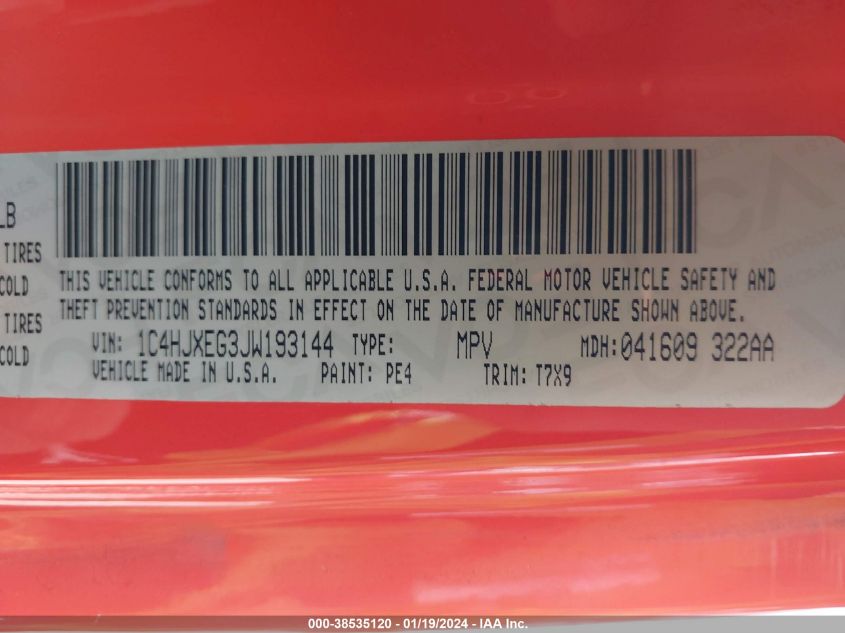 LB
TIRES
COLD
TIRES
COLD
THIS VEHICLE CONFORMS TO ALL APPLICABLE U.S.A. FEDERAL MOTOR VEHICLE SAFETY AND
THEFT PREVENTION STANDARDS IN EFFECT ON THE DATE OF MANUFACTURE SHOWN ABOVE.
VIN: 1C4HJXEG3JW193144 TYPE: MPV MDH:041609 322AA
VEHICLE MADE IN U.S.A. PAINT: PE4 TRIM: T7X9
000-38535120 - 01/19/2024 - IAA Inc.